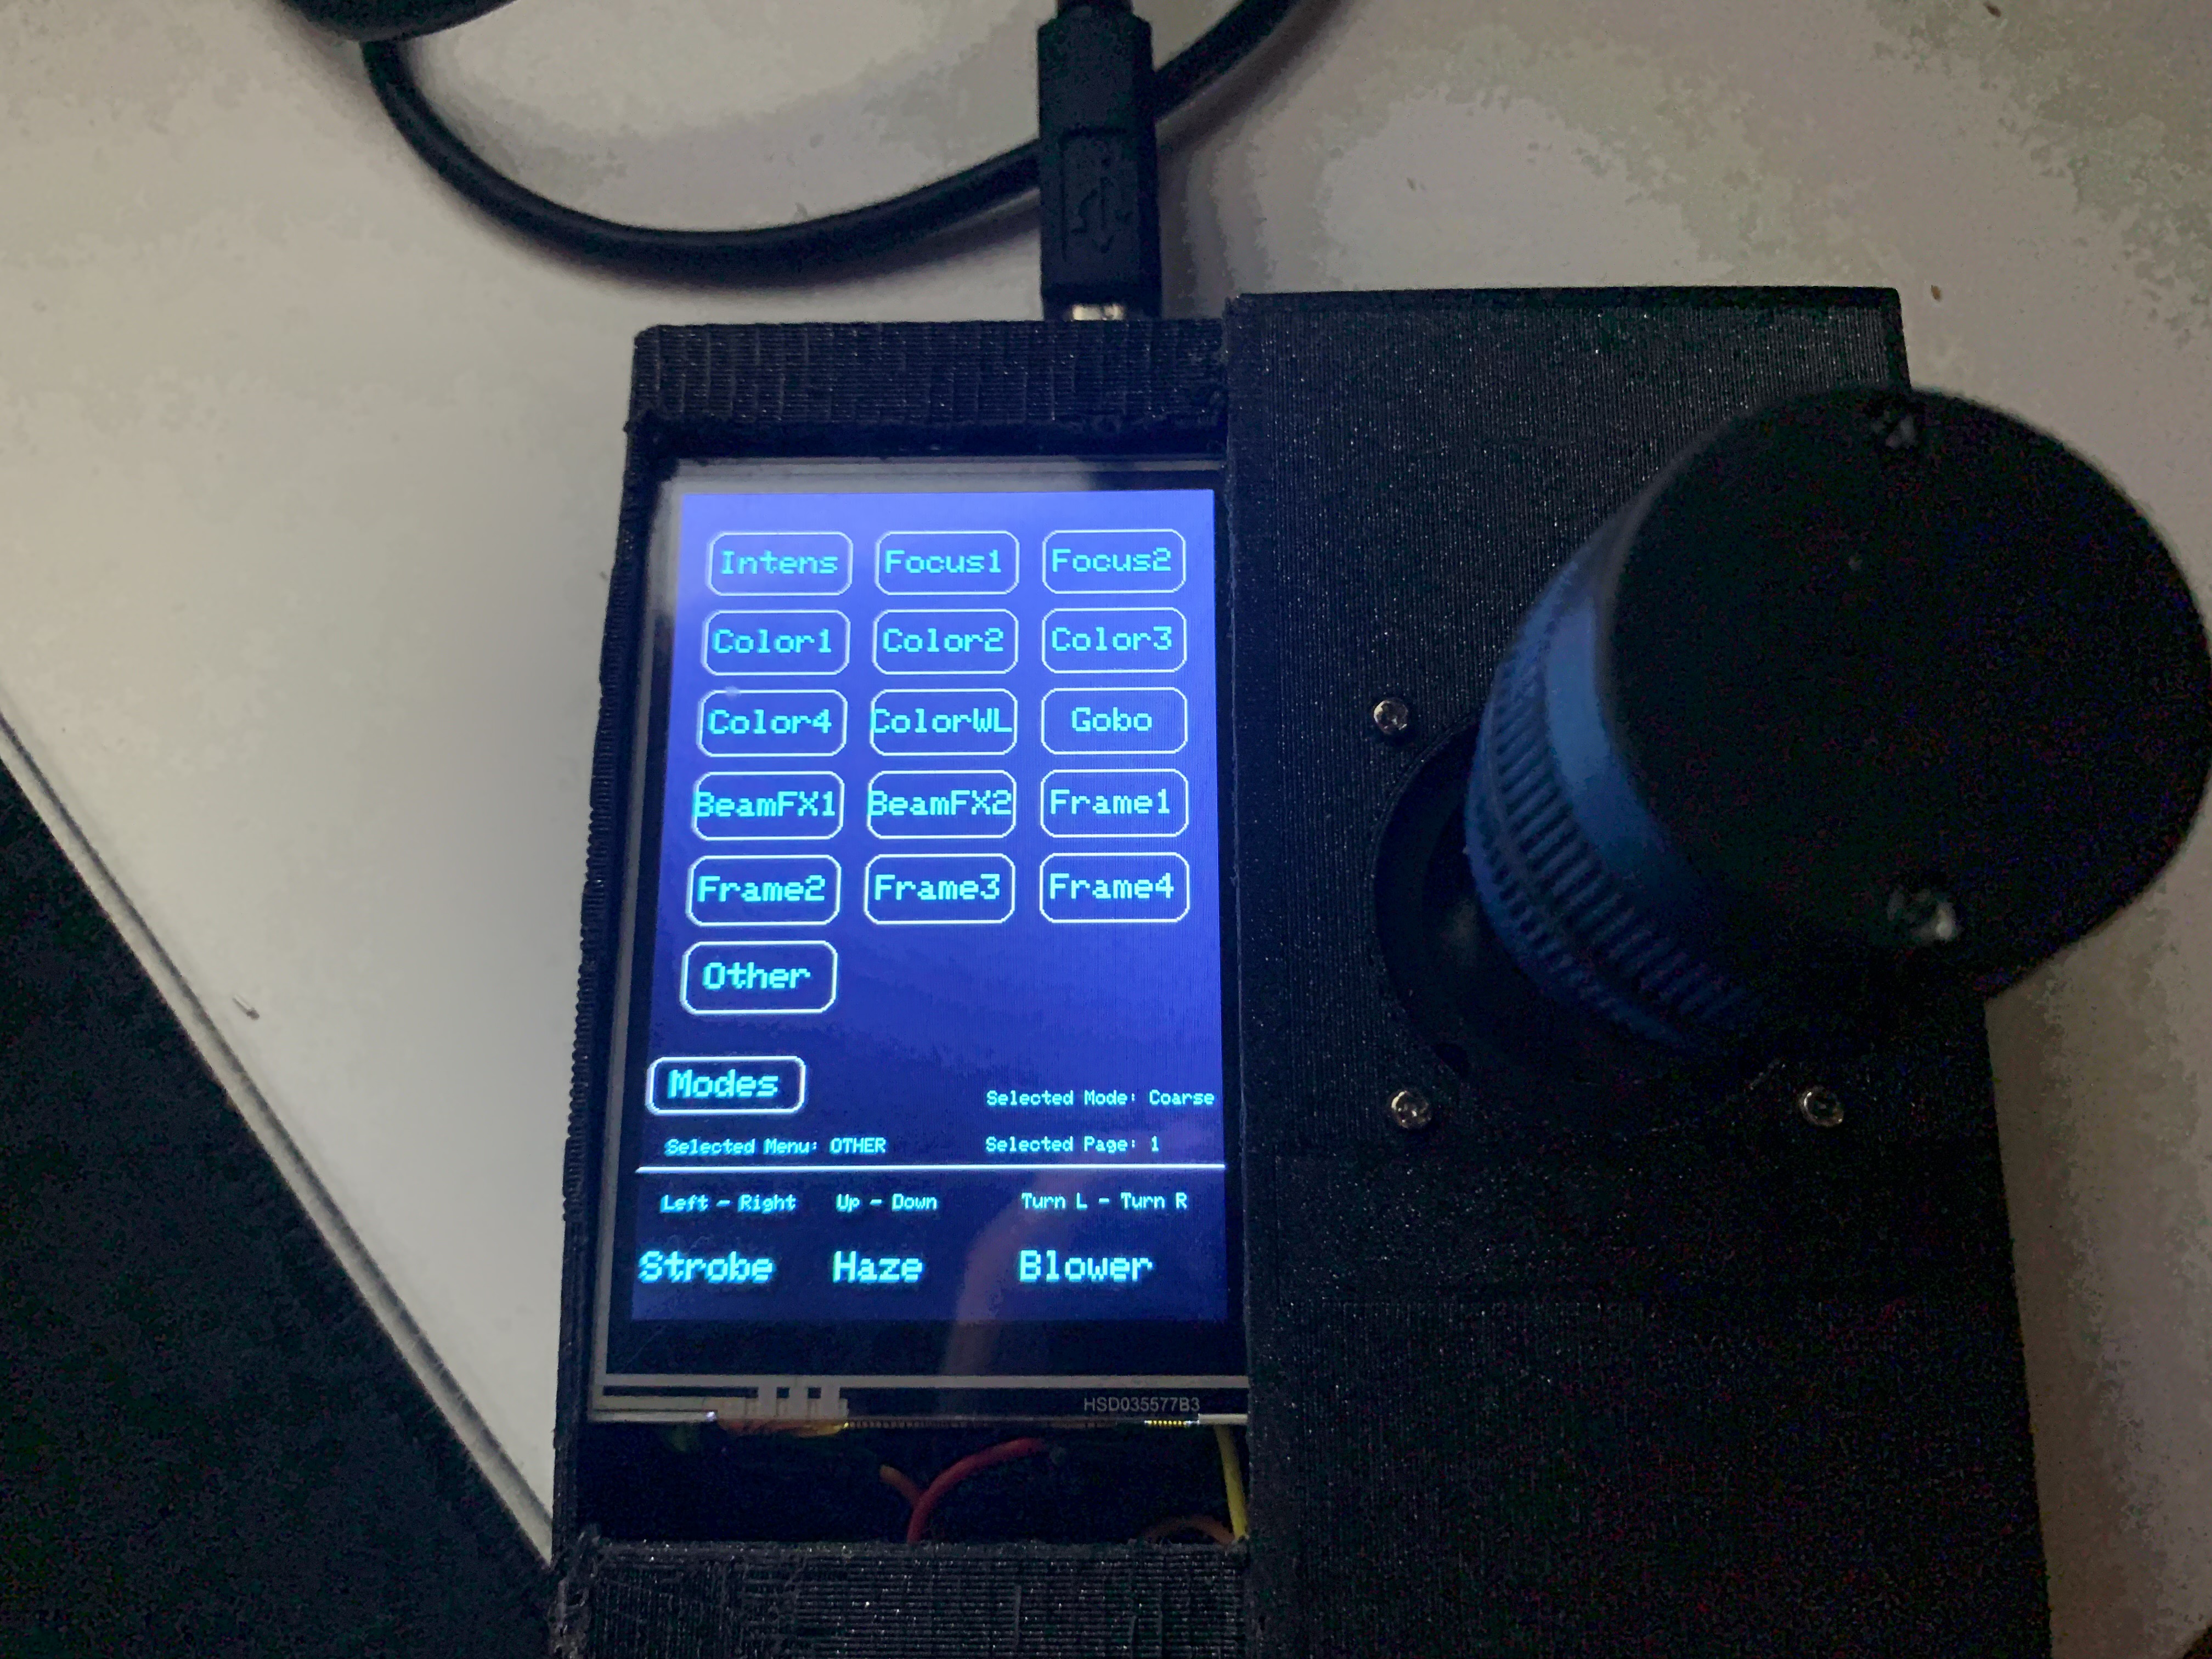 Intens Focus1 Focus2
Color1 Color2 Color3
Color4 ColorWL Gobo
BeamFX1 BeamFX2 Frame1
Frame2 Frame3 Frame4
Other
Modes Selected Mode: Coarse
Selected Menu: OTHER Selected Page: 1
Left - Right Up - Down Turn L - Turn R
Strobe Haze Blower
HSD035577B3